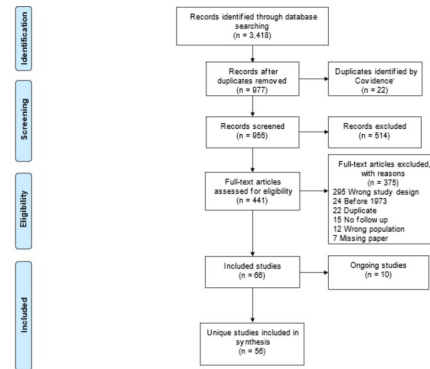 Identification
Records identified through database
searching
(n = 3,418)
Records after
duplicates removed
(n = 977)
Duplicates identified by
Covidence'
(n = 22)
Screening
Records screened
(n = 955)
Records excluded
(n = 514)
Eligibility
Full-text articles
assessed for eligibility
(n = 441)
Full-text articles excluded,
with reasons
(n = 375)
295 Wrong study design
24 Before 1973
22 Duplicate
15 No follow up
12 Wrong population
7 Missing paper
Included
Included studies
(n = 66)
Ongoing studies
(n = 10)
Unique studies included in
synthesis
(n = 56)